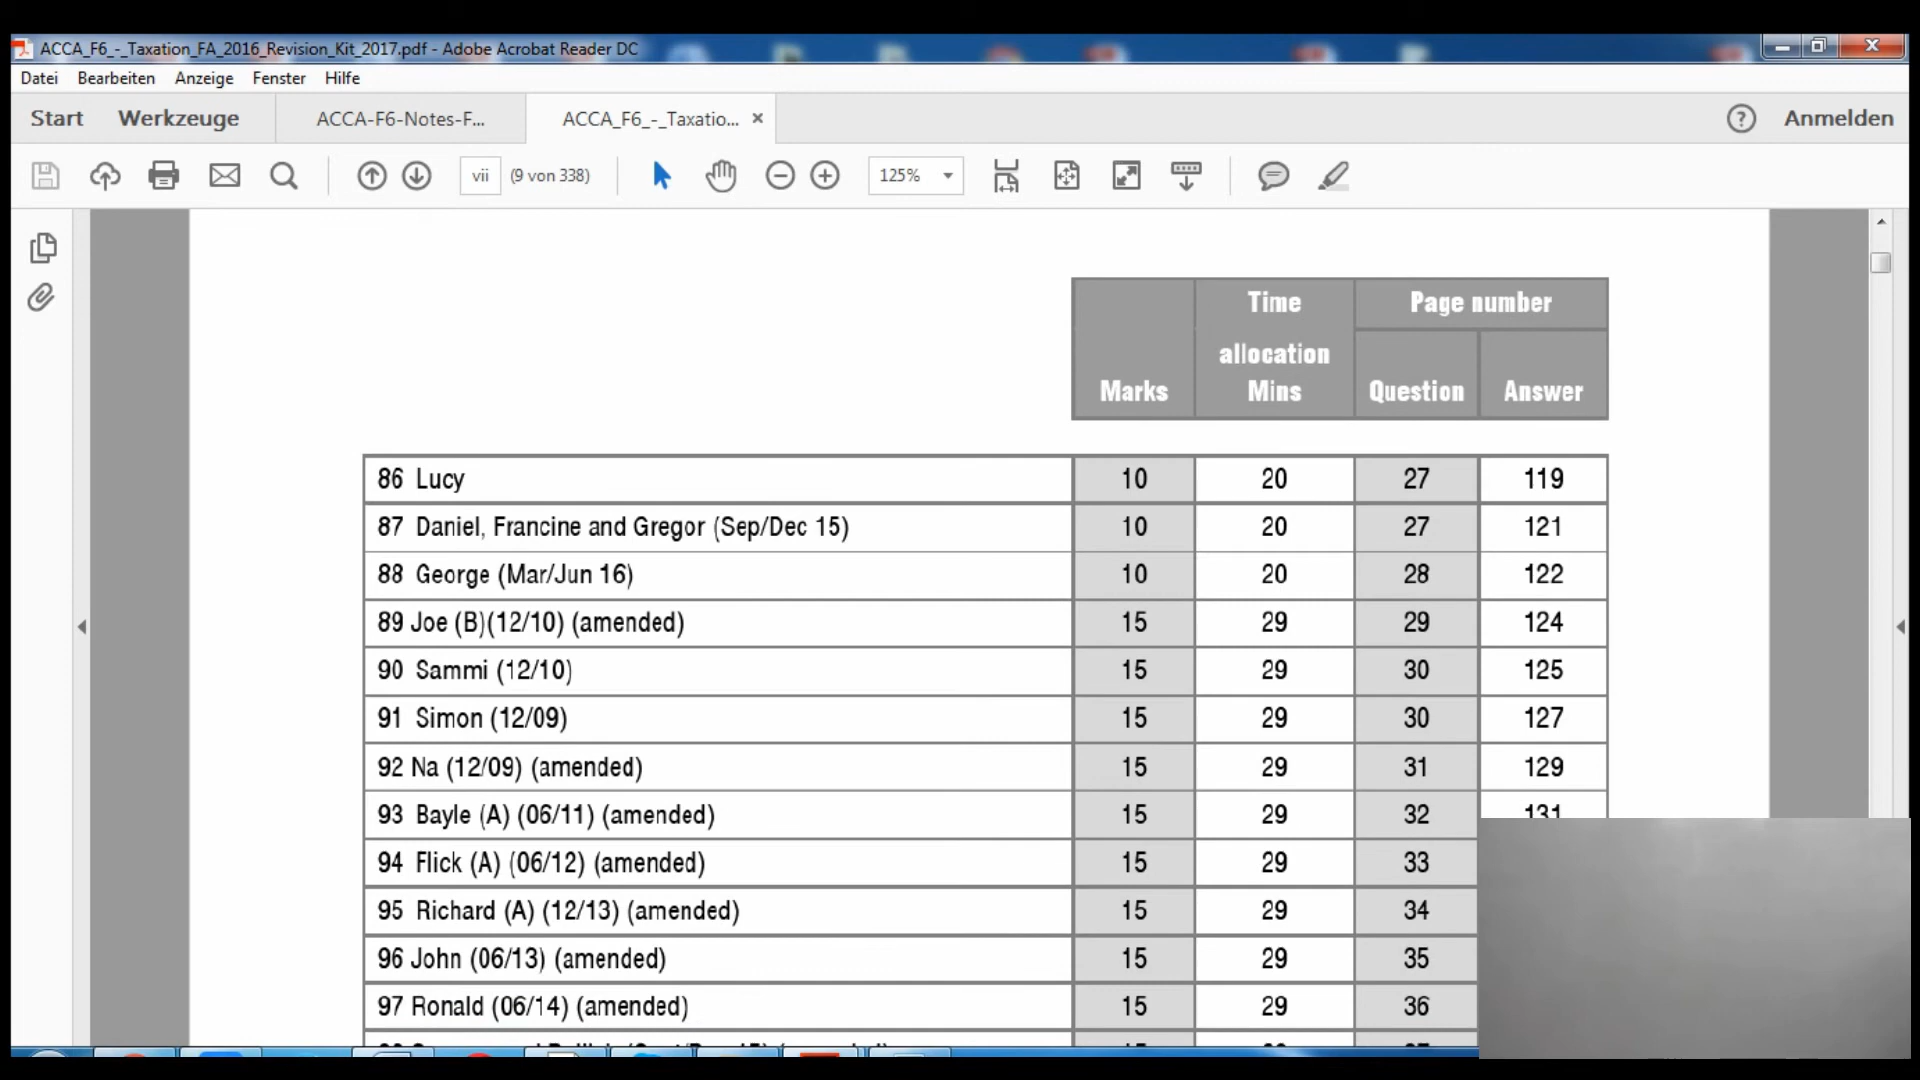 ACCA_F6_-_Taxation_FA_2016_Revision_Kit_2017.pdf - Adobe Acrobat Reader DC
Datei Bearbeiten Anzeige Fenster Hilfe
Start Werkzeuge ACCA-F6-Notes-F... ACCA_F6_-_Taxatio... Anmelden
vii (9 von 338) 125%
Time Page number
allocation
Marks Mins Question Answer
86 Lucy 10 20 27 119
87 Daniel, Francine and Gregor (Sep/Dec 15) 10 20 27 121
88 George (Mar/Jun 16) 10 20 28 122
89 Joe (B)(12/10) (amended) 15 29 29 124
90 Sammi (12/10) 15 29 30 125
91 Simon (12/09) 15 29 30 127
92 Na (12/09) (amended) 15 29 31 129
93 Bayle (A) (06/11) (amended) 15 29 32 131
94 Flick (A) (06/12) (amended) 15 29 33
95 Richard (A) (12/13) (amended) 15 29 34
96 John (06/13) (amended) 15 29 35
97 Ronald (06/14) (amended) 15 29 36